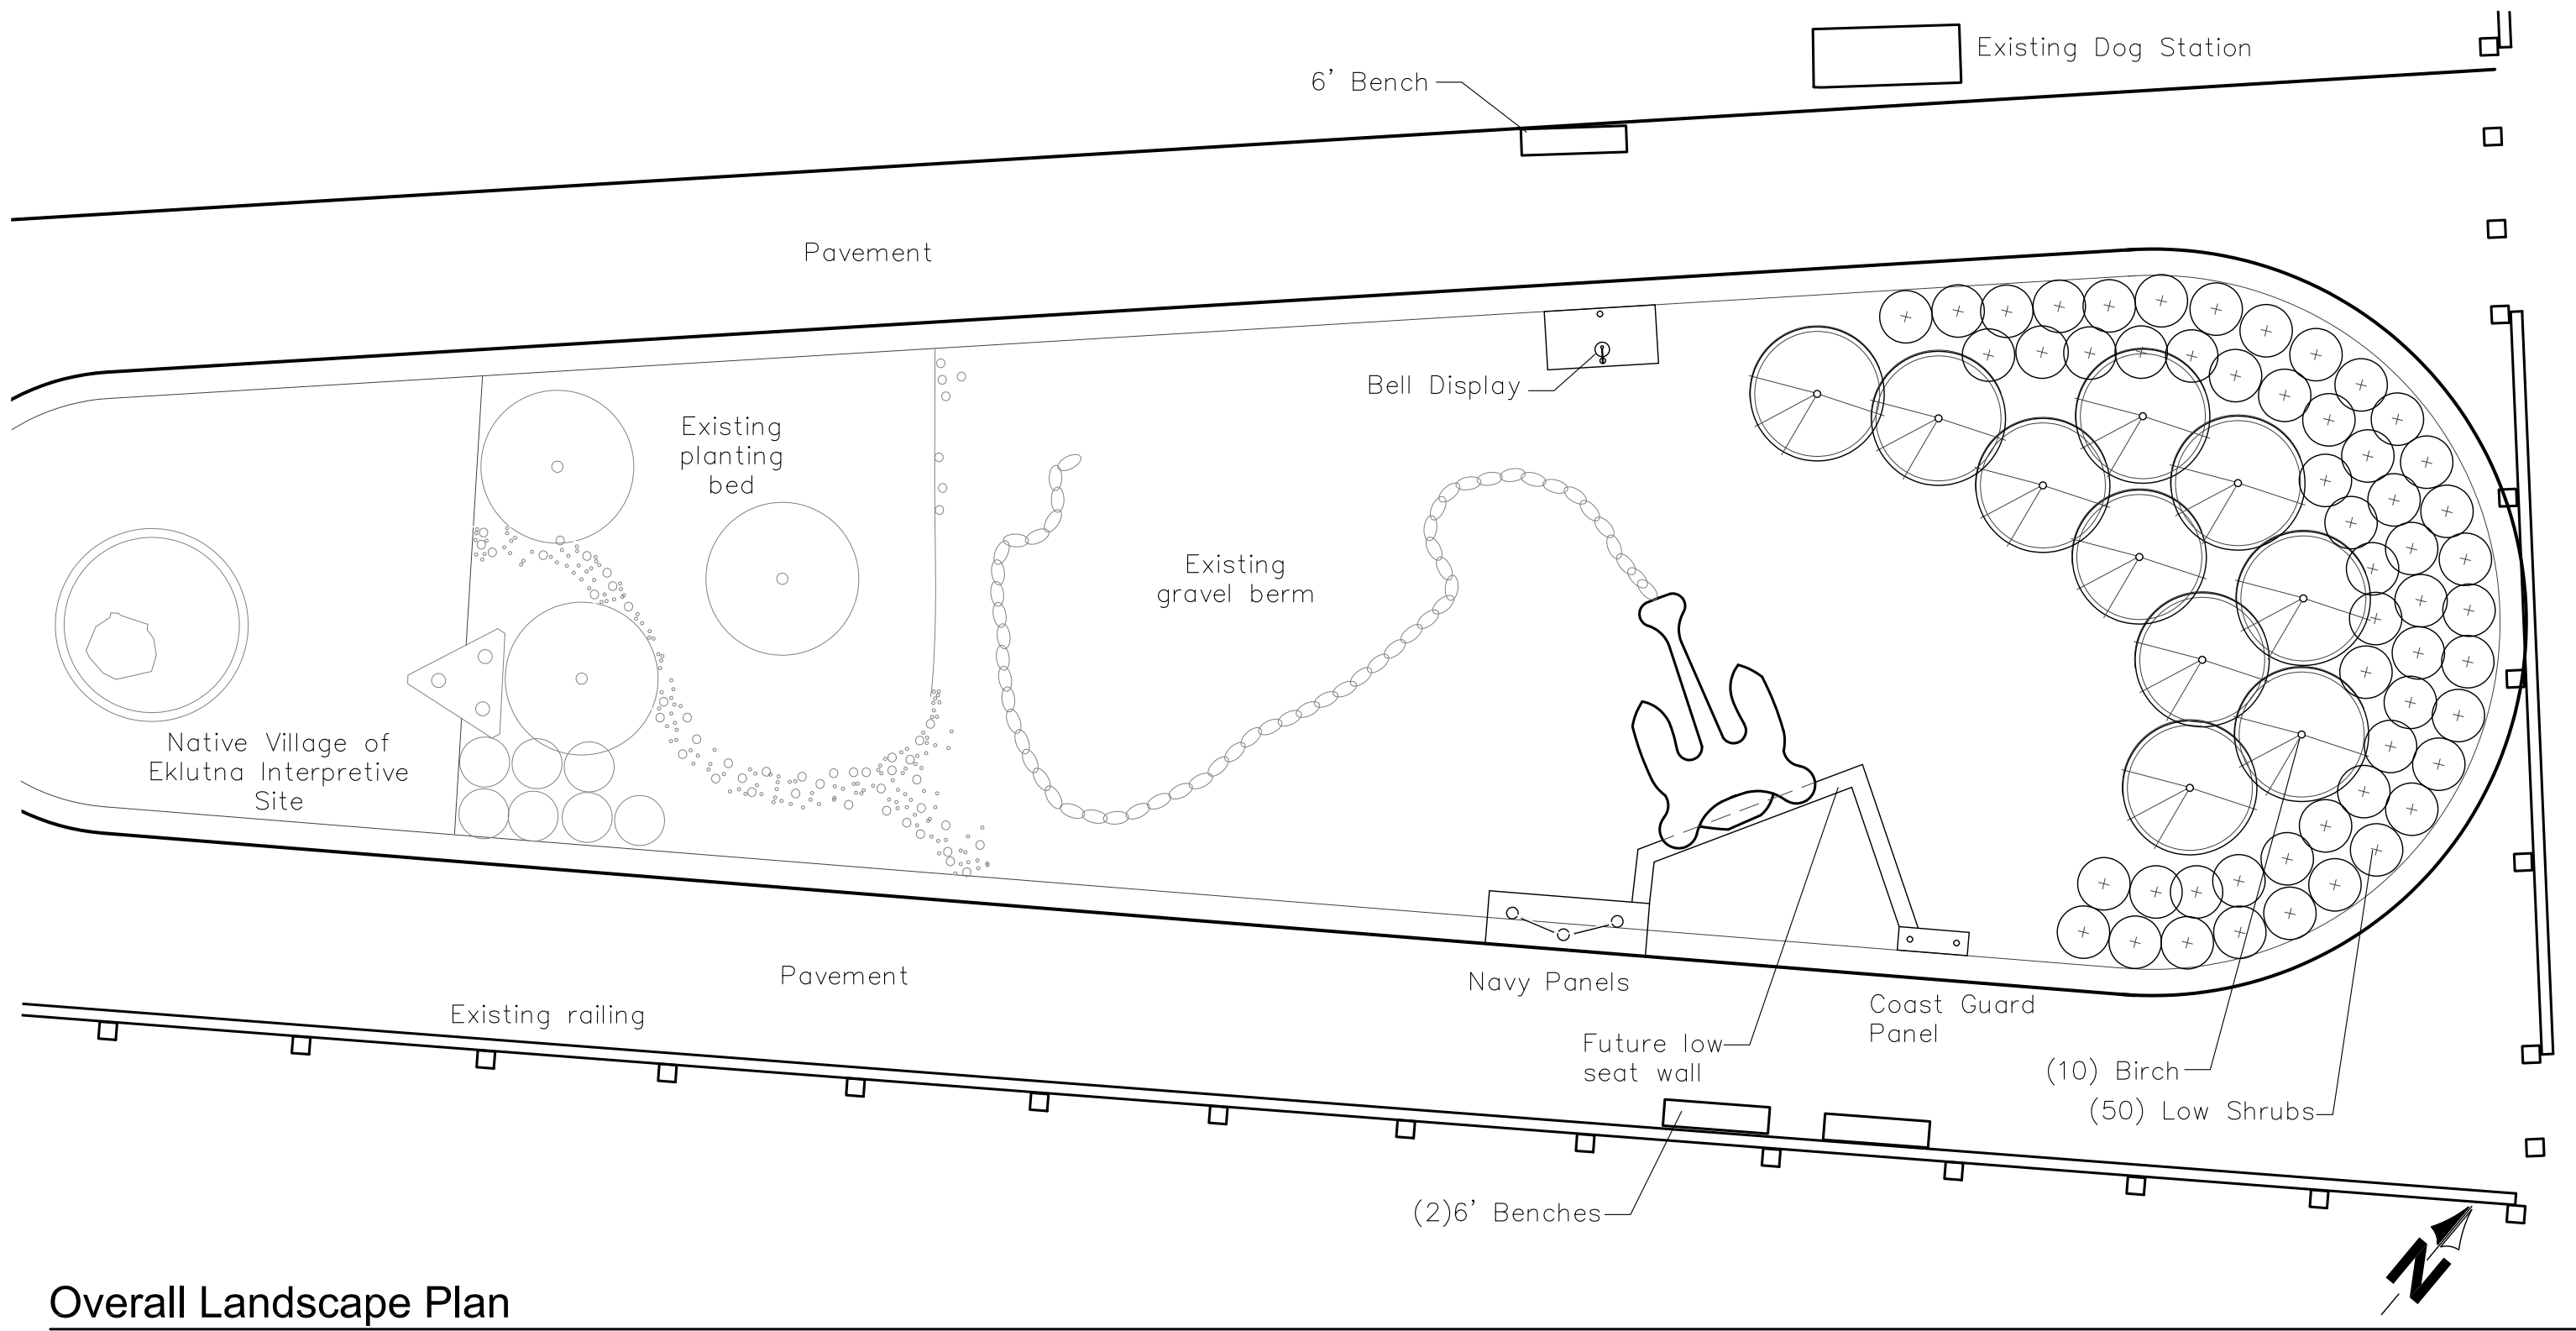 Existing Dog Station
6' Bench
Pavement
Bell Display
Existing
planting
bed
Existing
gravel berm
Native Village of
Eklutna Interpretive
Site
Pavement
Navy Panels
Existing railing
Coast Guard
Panel
Future low
seat wall
(10) Birch
(50) Low Shrubs
(2)6' Benches
N
Overall Landscape Plan